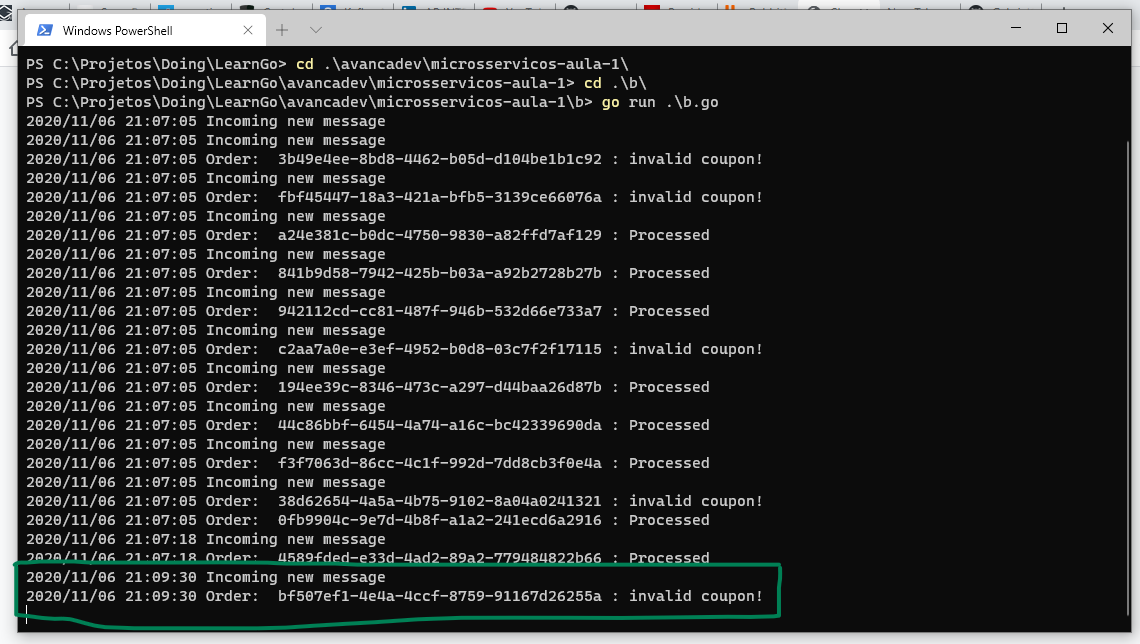 Windows PowerShell
PS C:\Projetos\Doing\LearnGo> cd .\avancadev\microsservicos-aula-1\
PS C:\Projetos\Doing\LearnGo\avancadev\microsservicos-aula-1> cd .\b\
PS C:\Projetos\Doing\LearnGo\avancadev\microsservicos-aula-1\b> go run .\b.go
2020/11/06 21:07:05 Incoming new message
2020/11/06 21:07:05 Incoming new message
2020/11/06 21:07:05 Order:  3b49e4ee-8bd8-4462-b05d-d104be1b1c92 : invalid coupon!
2020/11/06 21:07:05 Incoming new message
2020/11/06 21:07:05 Order:  fbf45447-18a3-421a-bfb5-3139ce66076a : invalid coupon!
2020/11/06 21:07:05 Incoming new message
2020/11/06 21:07:05 Order:  a24e381c-b0dc-4750-9830-a82ffd7af129 : Processed
2020/11/06 21:07:05 Incoming new message
2020/11/06 21:07:05 Order:  841b9d58-7942-425b-b03a-a92b2728b27b : Processed
2020/11/06 21:07:05 Incoming new message
2020/11/06 21:07:05 Order:  942112cd-cc81-487f-946b-532d66e733a7 : Processed
2020/11/06 21:07:05 Incoming new message
2020/11/06 21:07:05 Order:  c2aa7a0e-e3ef-4952-b0d8-03c7f2f17115 : invalid coupon!
2020/11/06 21:07:05 Incoming new message
2020/11/06 21:07:05 Order:  194ee39c-8346-473c-a297-d44baa26d87b : Processed
2020/11/06 21:07:05 Incoming new message
2020/11/06 21:07:05 Order:  44c86bbf-6454-4a74-a16c-bc42339690da : Processed
2020/11/06 21:07:05 Incoming new message
2020/11/06 21:07:05 Order:  f3f7063d-86cc-4c1f-992d-7dd8cb3f0e4a : Processed
2020/11/06 21:07:05 Incoming new message
2020/11/06 21:07:05 Order:  38d62654-4a5a-4b75-9102-8a04a0241321 : invalid coupon!
2020/11/06 21:07:05 Order:  0fb9904c-9e7d-4b8f-a1a2-241ecd6a2916 : Processed
2020/11/06 21:07:18 Incoming new message
2020/11/06 21:07:18 Order:  4589fded-e33d-4ad2-89a2-779484822b66 : Processed
2020/11/06 21:09:30 Incoming new message
2020/11/06 21:09:30 Order:  bf507ef1-4e4a-4ccf-8759-91167d26255a : invalid coupon!